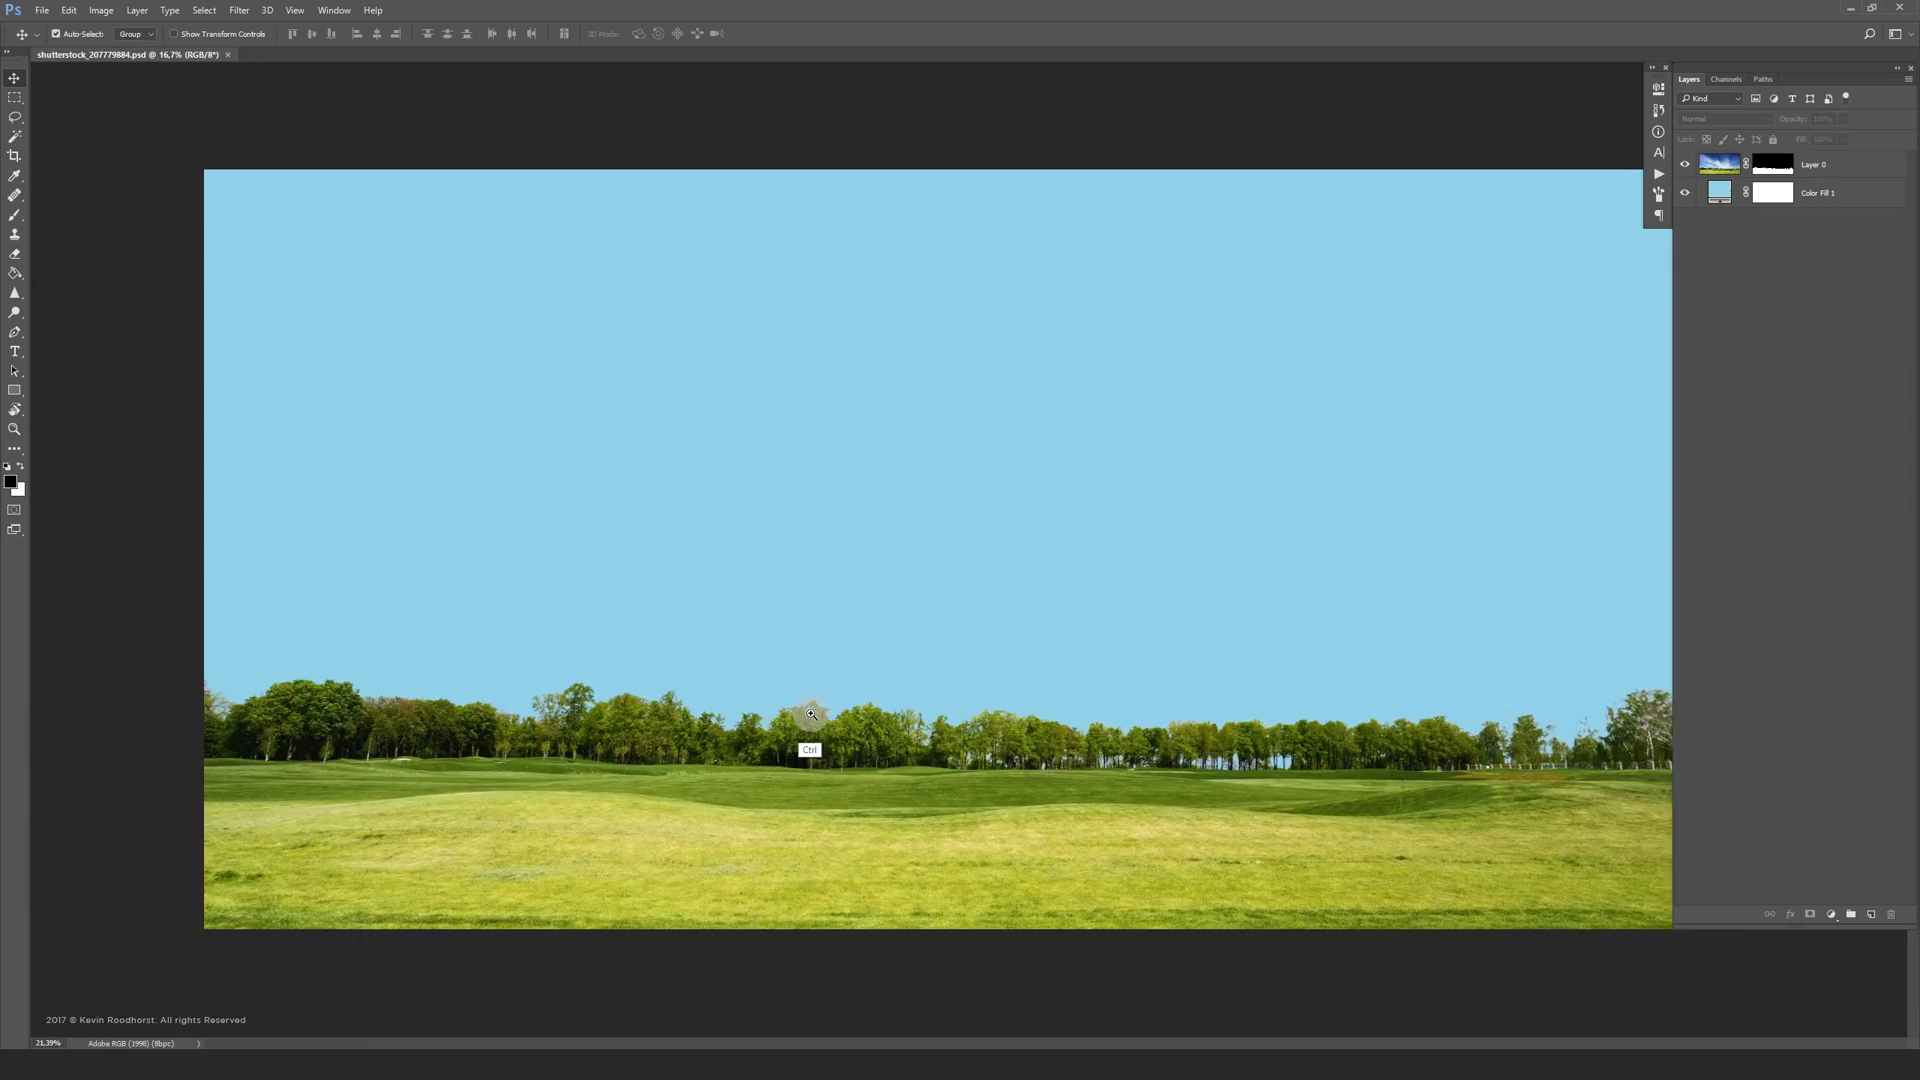 Ps File Edit Image Layer Type Select Filter 3D View Window Help
Auto-Select: Group Show Transform Controls 3D Mode:
shutterstock_207779884.psd @ 16,7% (RGB/8*)
Layers Channels Paths
Kind
Normal Opacity: 100%
Lock: Fill: 100%
Layer 0
Color Fill 1
Ctrl
2017 © Kevin Roodhorst. All rights Reserved
21,39% Adobe RGB (1998) (8bpc)